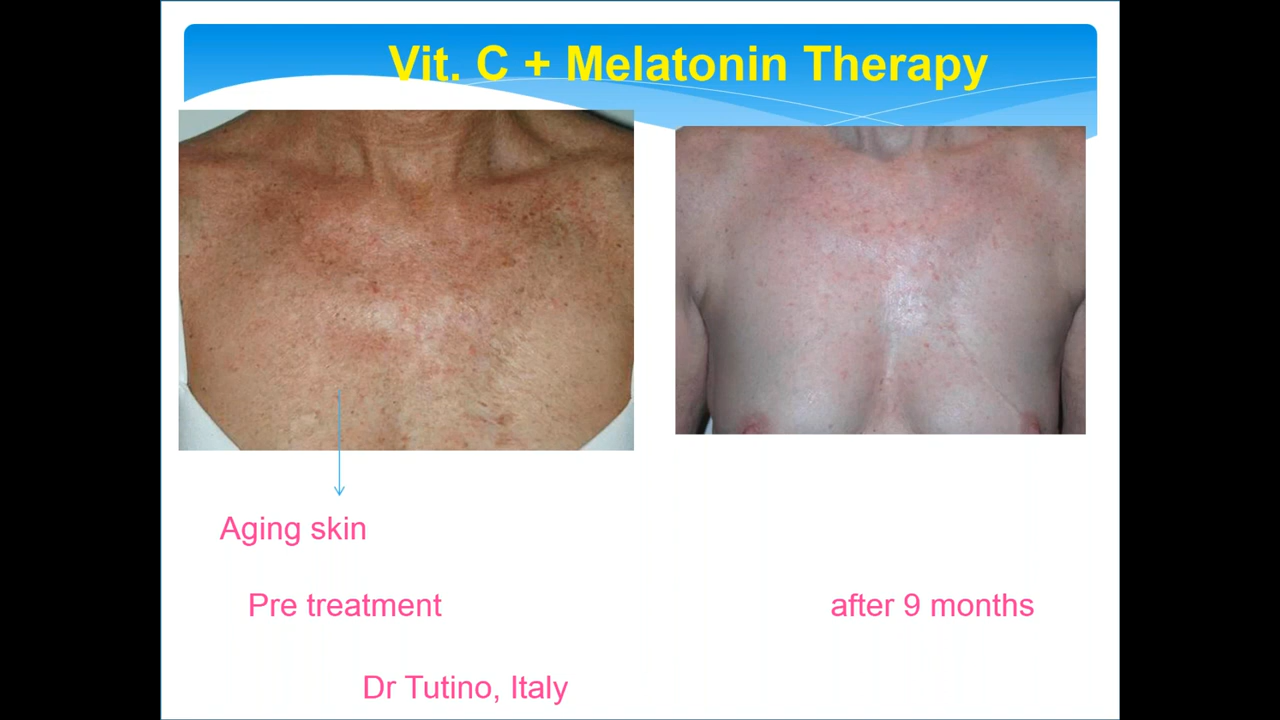 Vit. C + Melatonin Therapy
Aging skin
Pre treatment
after 9 months
Dr Tutino, Italy